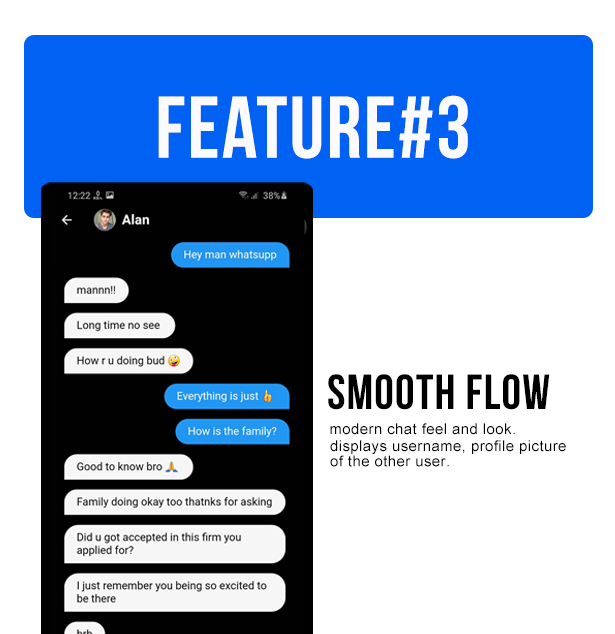 FEATURE#3
12:22
38%
Alan
Hey man whatsupp
mannn!!
Long time no see
How r u doing bud 🤪
Everything is just 👍
How is the family?
Good to know bro 🙏
Family doing okay too thatnks for asking
Did u got accepted in this firm you
applied for?
I just remember you being so excited to
be there
brb
SMOOTH FLOW
modern chat feel and look.
displays username, profile picture
of the other user.